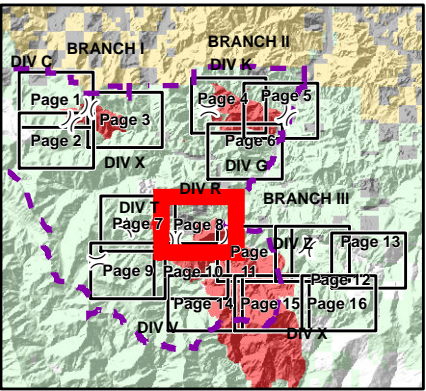 BRANCH I
BRANCH II
DIV C
DIV K
Page 1
Page 4
Page 5
Page 3
Page 2
Page 6
DIV X
DIV G
DIV R
BRANCH III
DIV T
Page 7
Page 8
DIV Z
Page 13
Page 9
Page 10
Page 11
Page 12
Page 14
Page 15
Page 16
DIV V
DIV X